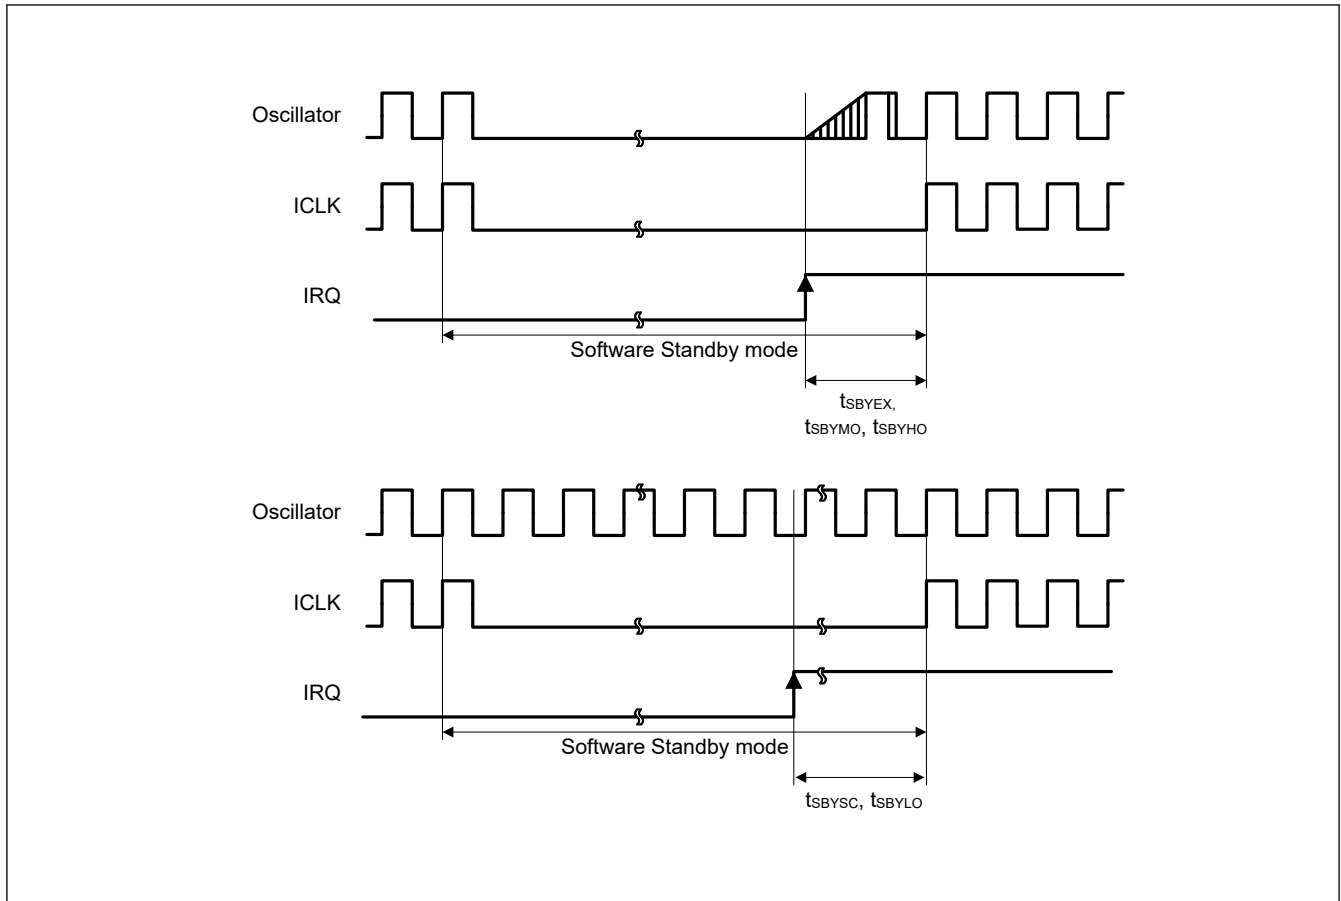 Oscillator
ICLK
IRQ
Software Standby mode
tSBYEX,
tSBYMO, tSBYHO
Oscillator
ICLK
IRQ
Software Standby mode
tSBYSC, tSBYLO